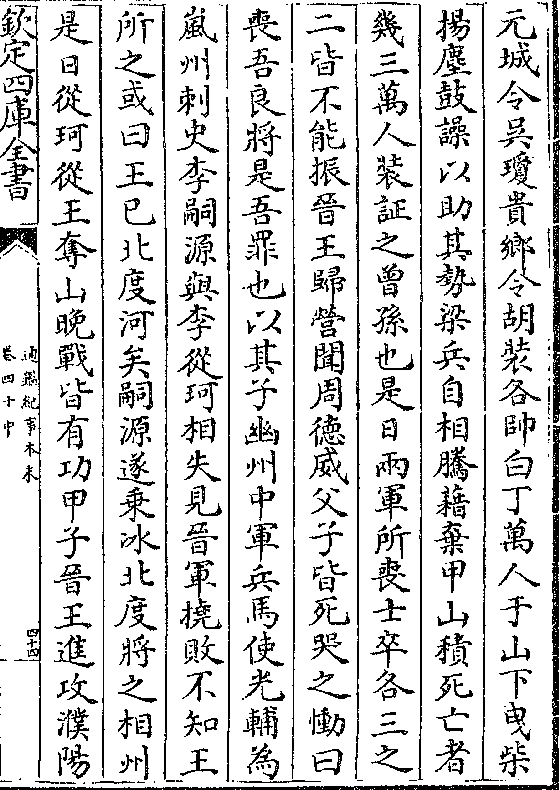 元城令吳瓊貴鄉令胡裝各帥白丁萬人于山下曳柴
揚塵鼓譟以助其勢梁兵自相騰藉棄甲山積死亡者
幾三萬人裝証之曾孫也是日兩軍所喪士卒各三之
二皆不能振晉王歸營聞周德威父子皆死哭之慟曰
喪吾良將是吾罪也以其子幽州中軍兵馬使光輔為
嵐州刺史李嗣源與李從珂相失見晉軍橈敗不知王
所之或曰王已北度河矣嗣源遂乗冰北度將之相州
是日從珂從王奪山晚戰皆有功甲子晉王進攻濮陽
欽定四庫全書
通鑑紀事本末
卷四十中
四十四